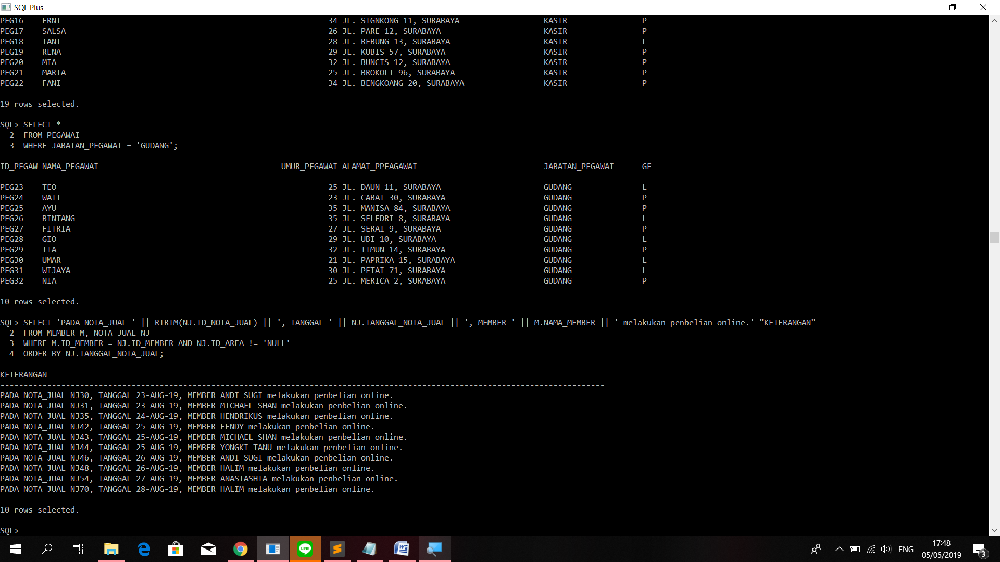 SQL Plus
PEG16 ERNI 34 JL. SIGNKONG 11, SURABAYA KASIR P
PEG17 SALSA 26 JL. PARE 12, SURABAYA KASIR P
PEG18 TANI 28 JL. REBUNG 13, SURABAYA KASIR L
PEG19 RENA 29 JL. KUBIS 57, SURABAYA KASIR P
PEG20 MIA 32 JL. BUNCIS 12, SURABAYA KASIR P
PEG21 MARIA 25 JL. BROKOLI 96, SURABAYA KASIR P
PEG22 FANI 34 JL. BENGKOANG 20, SURABAYA KASIR P
19 rows selected.
SQL> SELECT *
2 FROM PEGAWAI
3 WHERE JABATAN_PEGAWAI = 'GUDANG';
ID_PEGAW NAMA_PEGAWAI UMUR_PEGAWAI ALAMAT_PPEAGAWAI JABATAN_PEGAWAI GE
-------- -------------------------------------------------- ------------ -------------------------------------------------- -------------------- --
PEG23 TEO 25 JL. DAUN 11, SURABAYA GUDANG L
PEG24 WATI 23 JL. CABAI 30, SURABAYA GUDANG P
PEG25 AYU 35 JL. MANISA 84, SURABAYA GUDANG P
PEG26 BINTANG 35 JL. SELEDRI 8, SURABAYA GUDANG L
PEG27 FITRIA 27 JL. SERAI 9, SURABAYA GUDANG P
PEG28 GIO 29 JL. UBI 10, SURABAYA GUDANG L
PEG29 TIA 32 JL. TIMUN 14, SURABAYA GUDANG P
PEG30 UMAR 21 JL. PAPRIKA 15, SURABAYA GUDANG L
PEG31 WIJAYA 30 JL. PETAI 71, SURABAYA GUDANG L
PEG32 NIA 25 JL. MERICA 2, SURABAYA GUDANG P
10 rows selected.
SQL> SELECT 'PADA NOTA_JUAL ' || RTRIM(NJ.ID_NOTA_JUAL) || ', TANGGAL ' || NJ.TANGGAL_NOTA_JUAL || ', MEMBER ' || M.NAMA_MEMBER || ' melakukan penbelian online.' "KETERANGAN"
2 FROM MEMBER M, NOTA_JUAL NJ
3 WHERE M.ID_MEMBER = NJ.ID_MEMBER AND NJ.ID_AREA != 'NULL'
4 ORDER BY NJ.TANGGAL_NOTA_JUAL;
KETERANGAN
---------------------------------------------------------------------------------------------------------------------------------
PADA NOTA_JUAL NJ30, TANGGAL 23-AUG-19, MEMBER ANDI SUGI melakukan penbelian online.
PADA NOTA_JUAL NJ31, TANGGAL 23-AUG-19, MEMBER MICHAEL SHAN melakukan penbelian online.
PADA NOTA_JUAL NJ35, TANGGAL 24-AUG-19, MEMBER HENDRIKUS melakukan penbelian online.
PADA NOTA_JUAL NJ42, TANGGAL 25-AUG-19, MEMBER FENDY melakukan penbelian online.
PADA NOTA_JUAL NJ43, TANGGAL 25-AUG-19, MEMBER MICHAEL SHAN melakukan penbelian online.
PADA NOTA_JUAL NJ44, TANGGAL 25-AUG-19, MEMBER YONGKI TANU melakukan penbelian online.
PADA NOTA_JUAL NJ46, TANGGAL 26-AUG-19, MEMBER ANDI SUGI melakukan penbelian online.
PADA NOTA_JUAL NJ48, TANGGAL 26-AUG-19, MEMBER HALIM melakukan penbelian online.
PADA NOTA_JUAL NJ54, TANGGAL 27-AUG-19, MEMBER ANASTASHIA melakukan penbelian online.
PADA NOTA_JUAL NJ70, TANGGAL 28-AUG-19, MEMBER HALIM melakukan penbelian online.
10 rows selected.
SQL>
LINE
ENG
17:48
05/05/2019
3